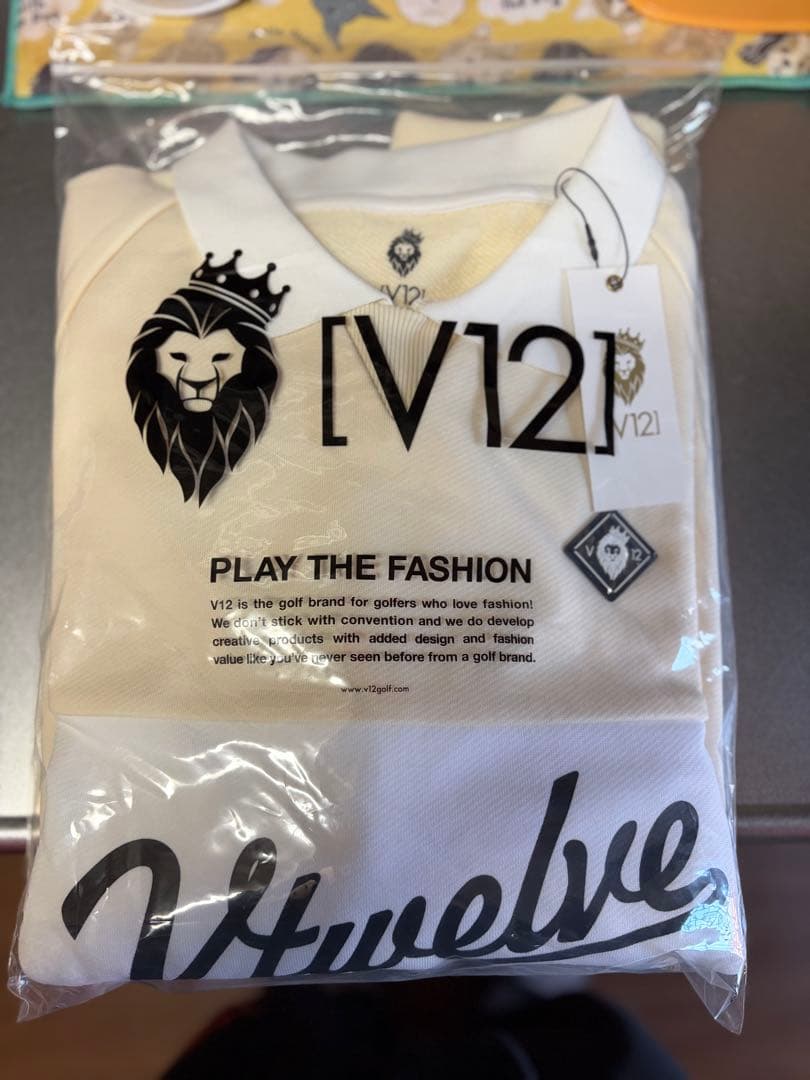 [V12]
[V12]
V12]
V 12
PLAY THE FASHION
V12 is the golf brand for golfers who love fashion!
We don't stick with convention and we do develop
creative products with added design and fashion
value like you've never seen before from a golf brand.
www.v12golf.com
Vtwelve